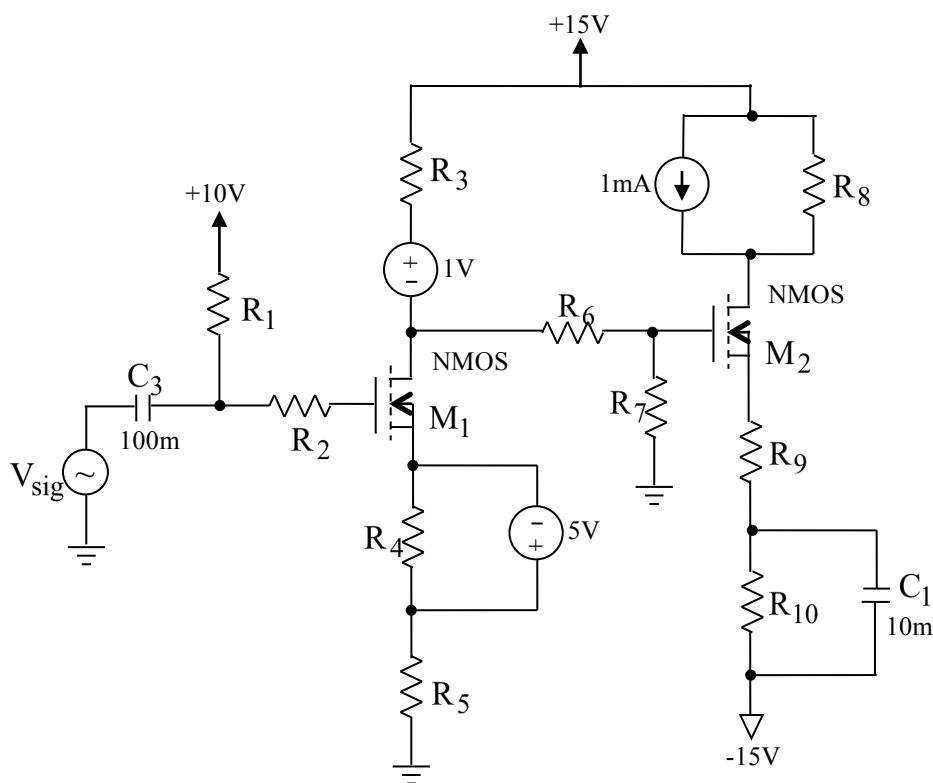 +15V
R3
1mA
R8
+10V
+
−
1V
R1
NMOS
R6
NMOS
M2
C3
100m
R2
M1
R7
Vsig
~
R4
−
+
5V
R9
R10
C1
10m
R5
-15V